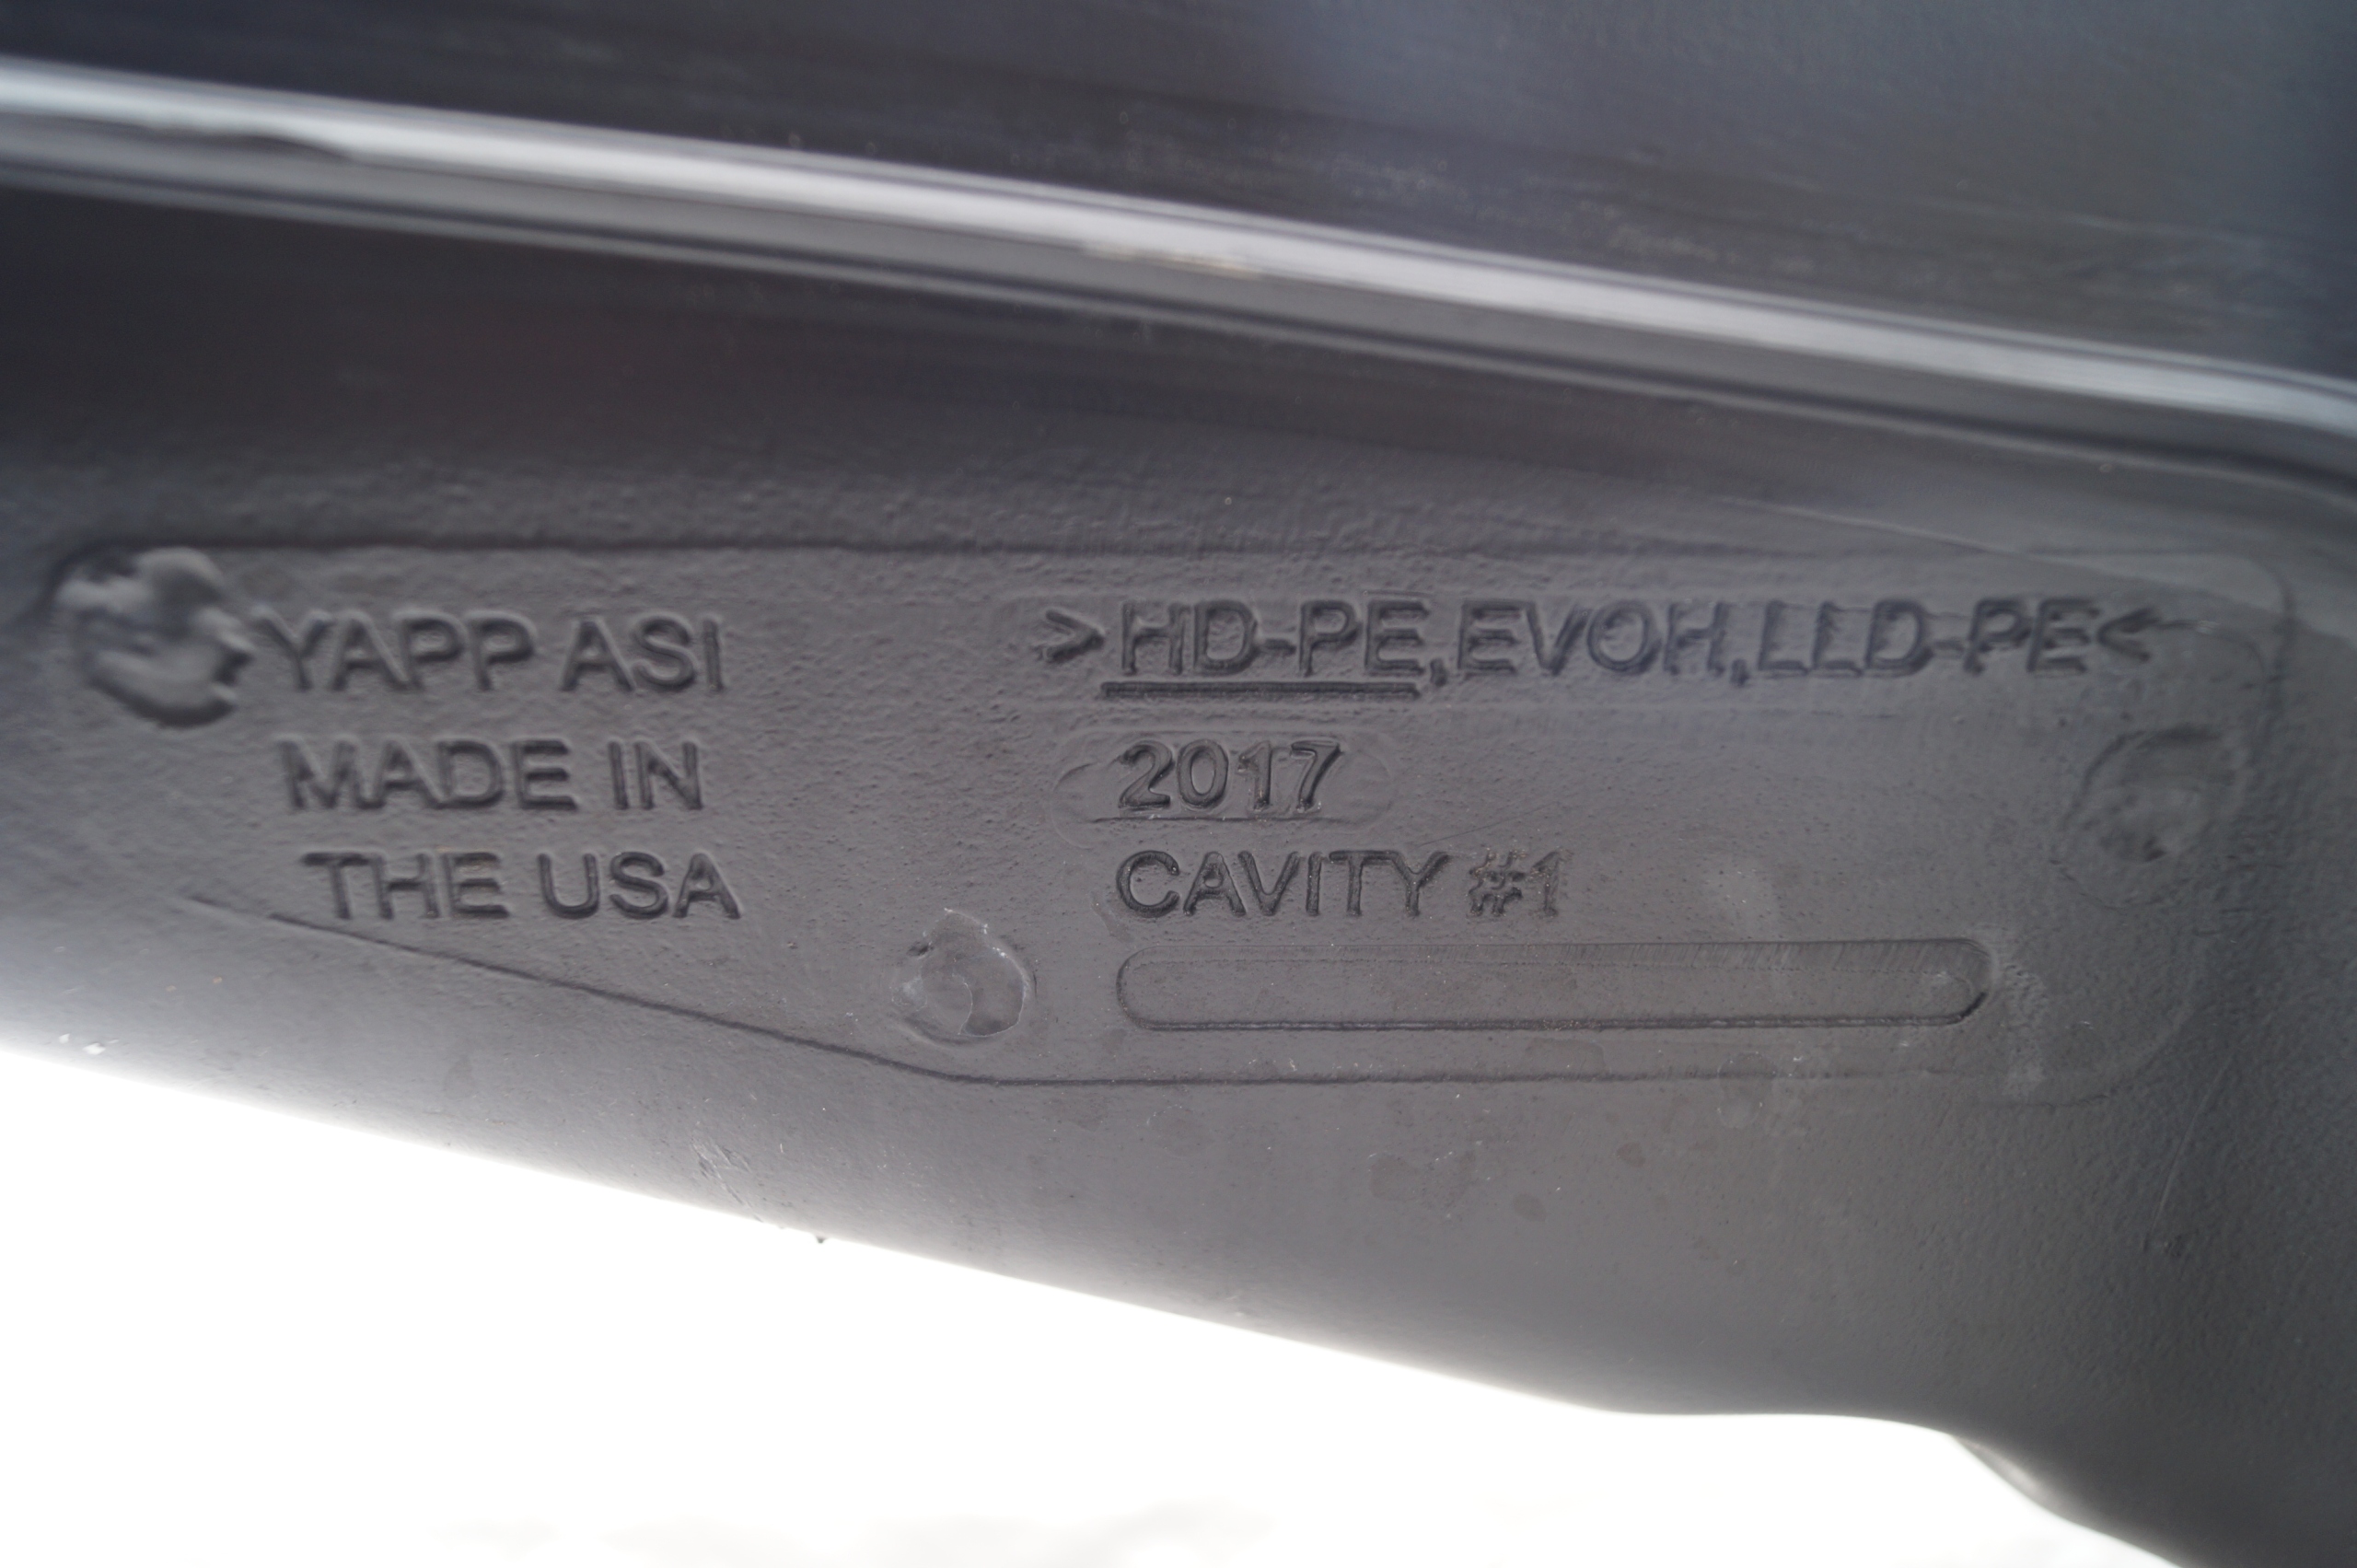 YAPP ASI
MADE IN
THE USA
>HD-PE,EVOH,LLD-PE<
2017
CAVITY #1